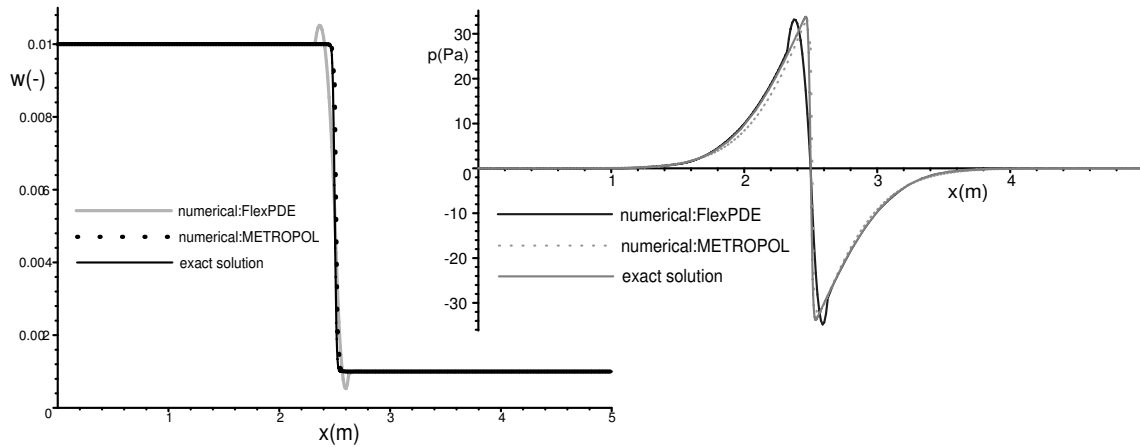 0.01
w(-)
0.008
0.006
0.004
0.002
0
1
2
3
4
5
x(m)
numerical:FlexPDE
numerical:METROPOL
exact solution
30
p(Pa)
20
10
0
-10
-20
-30
1
2
3
4
x(m)
numerical:FlexPDE
numerical:METROPOL
exact solution